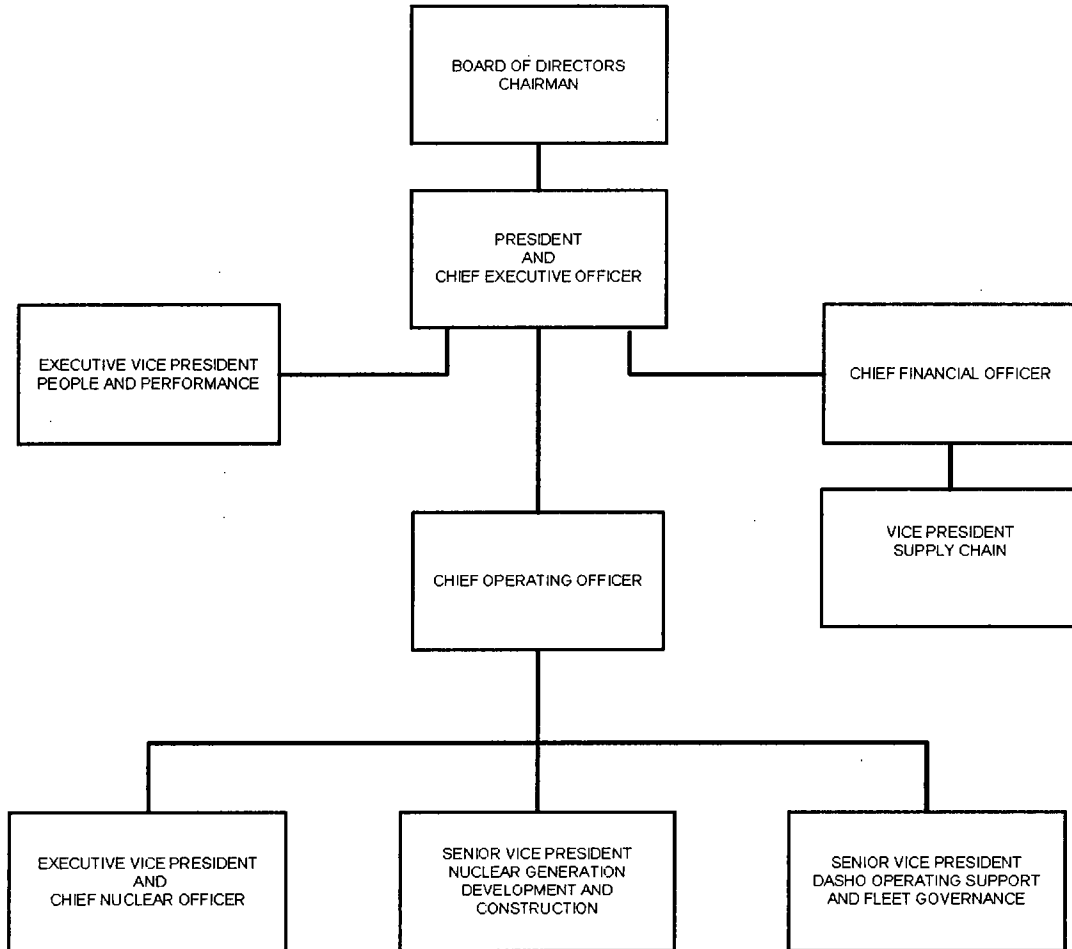 BOARD OF DIRECTORS
CHAIRMAN
PRESIDENT
AND
CHIEF EXECUTIVE OFFICER
EXECUTIVE VICE PRESIDENT
PEOPLE AND PERFORMANCE
CHIEF FINANCIAL OFFICER
VICE PRESIDENT
SUPPLY CHAIN
CHIEF OPERATING OFFICER
EXECUTIVE VICE PRESIDENT
AND
CHIEF NUCLEAR OFFICER
SENIOR VICE PRESIDENT
NUCLEAR GENERATION
DEVELOPMENT AND
CONSTRUCTION
SENIOR VICE PRESIDENT
DASHO OPERATING SUPPORT
AND FLEET GOVERNANCE